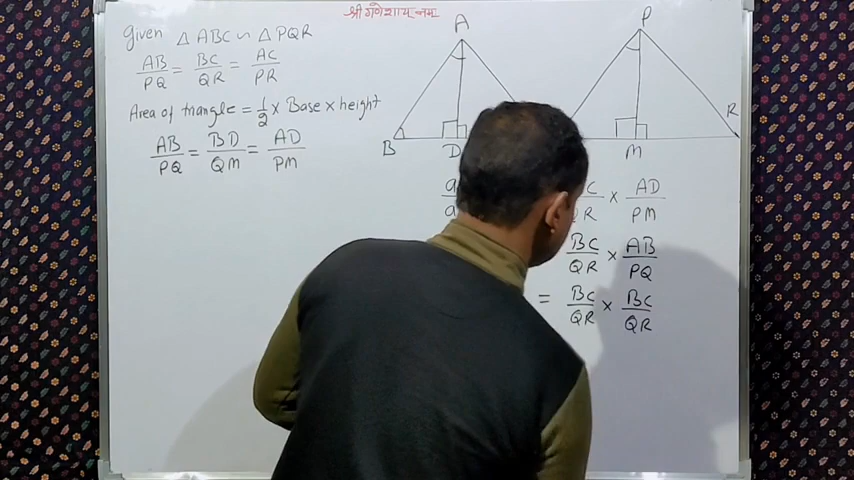 श्री गणेशाय नमः
given △ABC ∽ △PQR
AB/PQ = BC/QR = AC/PR
Area of triangle = 1/2 × Base × height
AB/PQ = BD/QM = AD/PM
A
B
D
P
M
R
× AD/PM
BC/QR × AB/PQ
= BC/QR × BC/QR